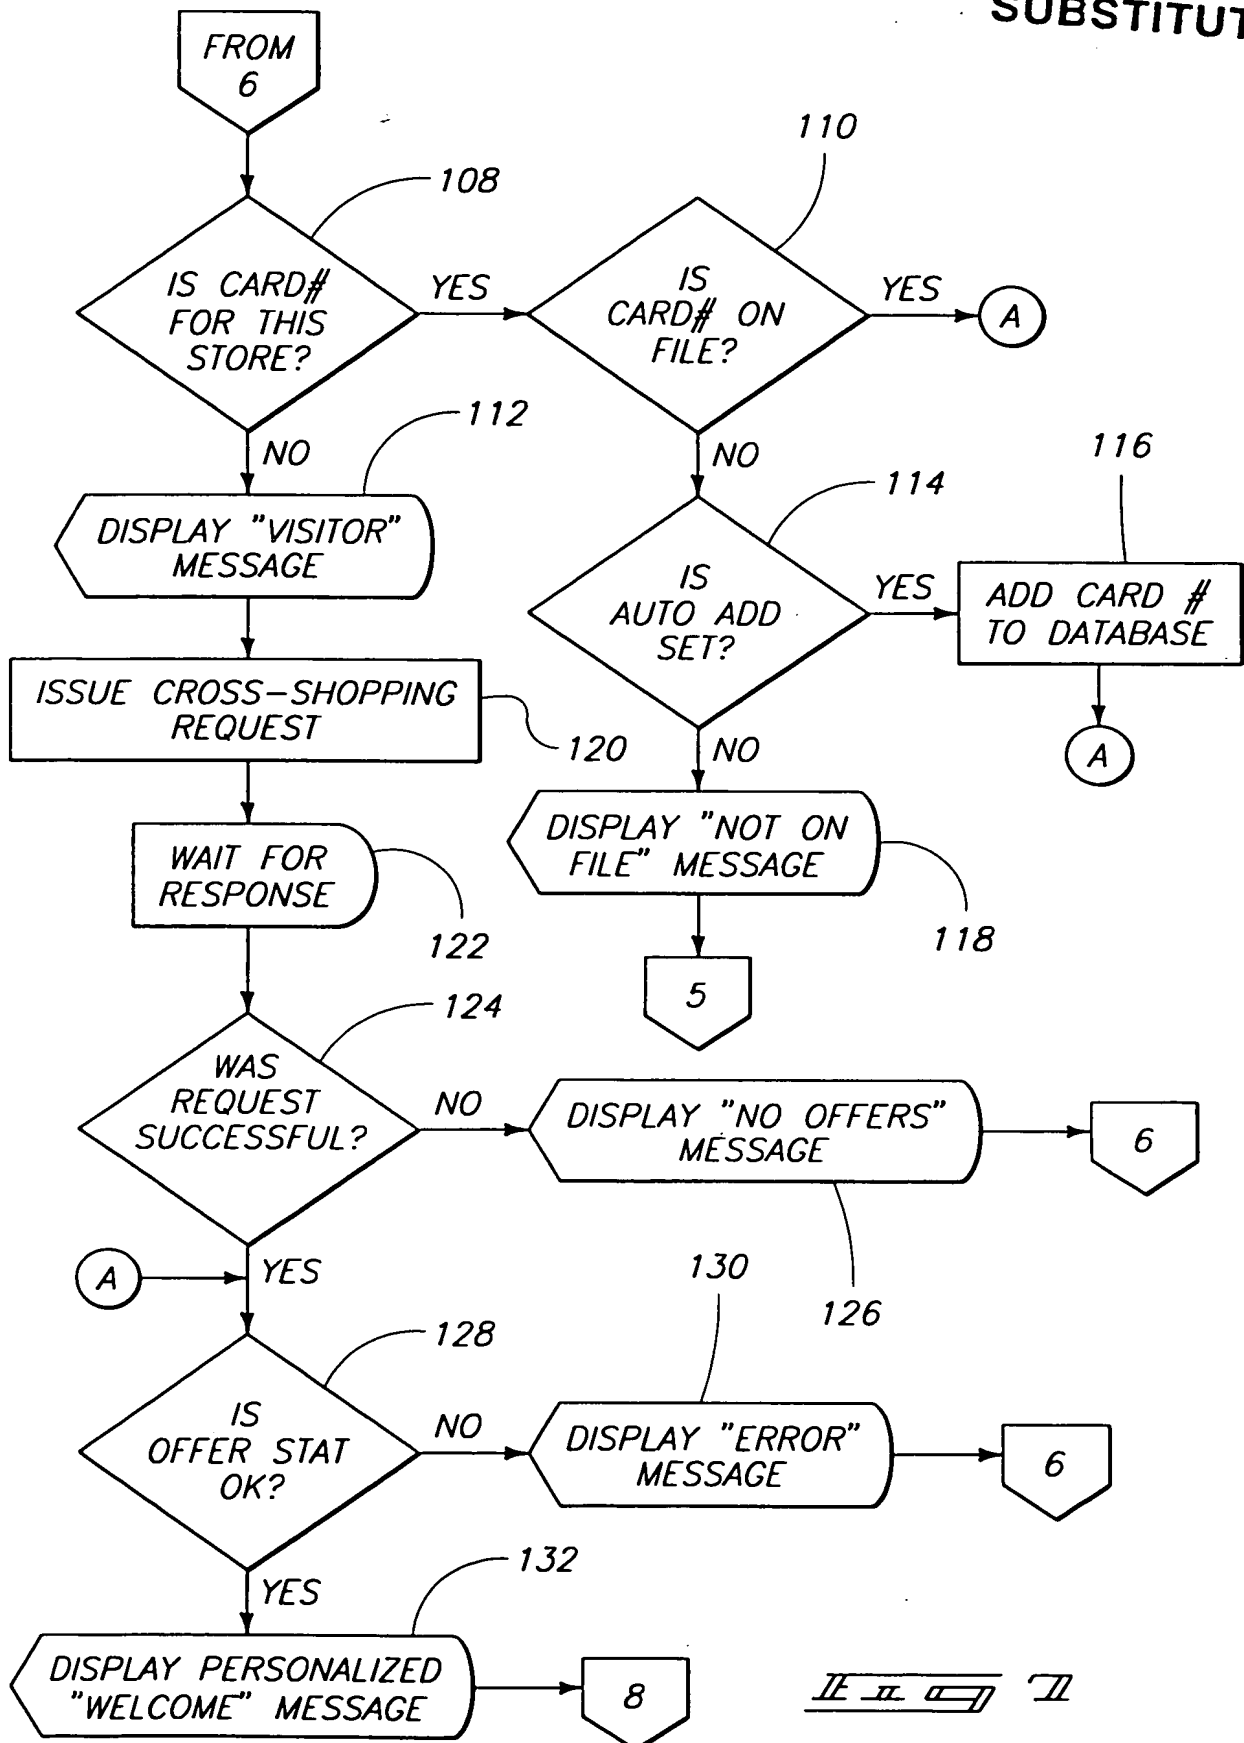 SUBSTITUT
FROM
6
108
110
IS CARD#
FOR THIS
STORE?
YES
IS
CARD# ON
FILE?
YES
A
NO
112
DISPLAY "VISITOR"
MESSAGE
NO
114
116
IS
AUTO ADD
SET?
YES
ADD CARD #
TO DATABASE
A
ISSUE CROSS-SHOPPING
REQUEST
120
NO
DISPLAY "NOT ON
FILE" MESSAGE
118
5
WAIT FOR
RESPONSE
122
124
WAS
REQUEST
SUCCESSFUL?
NO
DISPLAY "NO OFFERS"
MESSAGE
126
6
A
YES
128
130
IS
OFFER STAT
OK?
NO
DISPLAY "ERROR"
MESSAGE
6
YES
132
DISPLAY PERSONALIZED
"WELCOME" MESSAGE
8
Fig 7